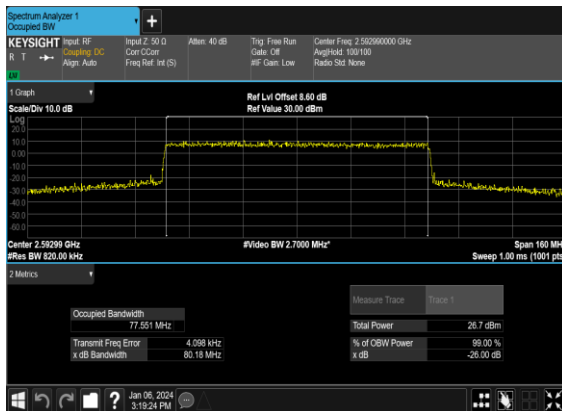 Spectrum Analyzer 1
Occupied BW
KEYSIGHT
R T
Input: RF
Coupling: DC
Align: Auto
Input Z: 50 Ω
Corr CCorr
Freq Ref: Int (S)
Atten: 40 dB
Trig: Free Run
Gate: Off
#IF Gain: Low
Center Freq: 2.592990000 GHz
Avg|Hold: 100/100
Radio Std: None
1 Graph
Scale/Div 10.0 dB
Ref Lvl Offset 8.60 dB
Ref Value 30.00 dBm
Log
20.0
10.0
0.00
-10.0
-20.0
-30.0
-40.0
-50.0
-60.0
Center 2.59299 GHz
#Res BW 820.00 kHz
#Video BW 2.7000 MHz*
Span 160 MH
Sweep 1.00 ms (1001 pts
2 Metrics
Measure Trace
Trace 1
Occupied Bandwidth
77.551 MHz
Total Power
26.7 dBm
Transmit Freq Error
4.098 kHz
% of OBW Power
99.00 %
x dB Bandwidth
80.18 MHz
x dB
-26.00 dB
?
Jan 06, 2024
3:19:24 PM